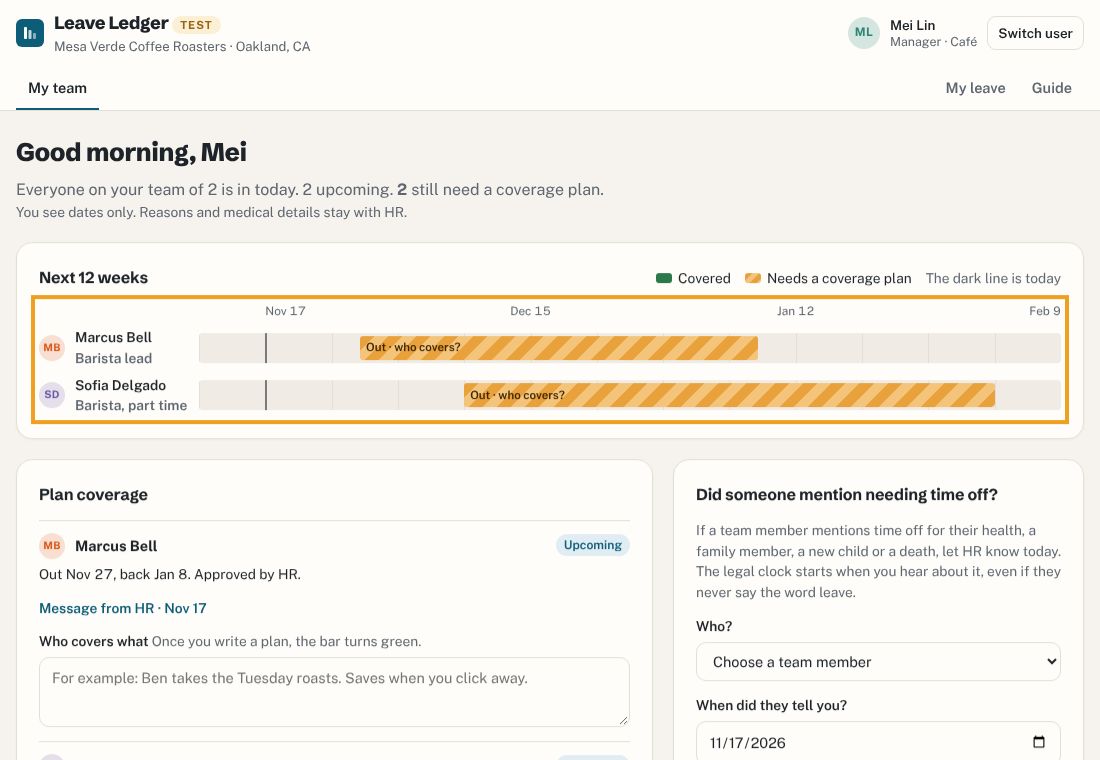 Leave Ledger TEST
Mesa Verde Coffee Roasters · Oakland, CA
ML
Mei Lin
Manager · Café
Switch user
My team
My leave
Guide
Good morning, Mei
Everyone on your team of 2 is in today. 2 upcoming. 2 still need a coverage plan.
You see dates only. Reasons and medical details stay with HR.
Next 12 weeks
Covered
Needs a coverage plan
The dark line is today
Nov 17
Dec 15
Jan 12
Feb 9
MB
Marcus Bell
Barista lead
Out · who covers?
SD
Sofia Delgado
Barista, part time
Out · who covers?
Plan coverage
MB
Marcus Bell
Upcoming
Out Nov 27, back Jan 8. Approved by HR.
Message from HR · Nov 17
Who covers what Once you write a plan, the bar turns green.
For example: Ben takes the Tuesday roasts. Saves when you click away.
Did someone mention needing time off?
If a team member mentions time off for their health, a
family member, a new child or a death, let HR know today.
The legal clock starts when you hear about it, even if they
never say the word leave.
Who?
Choose a team member
When did they tell you?
11/17/2026